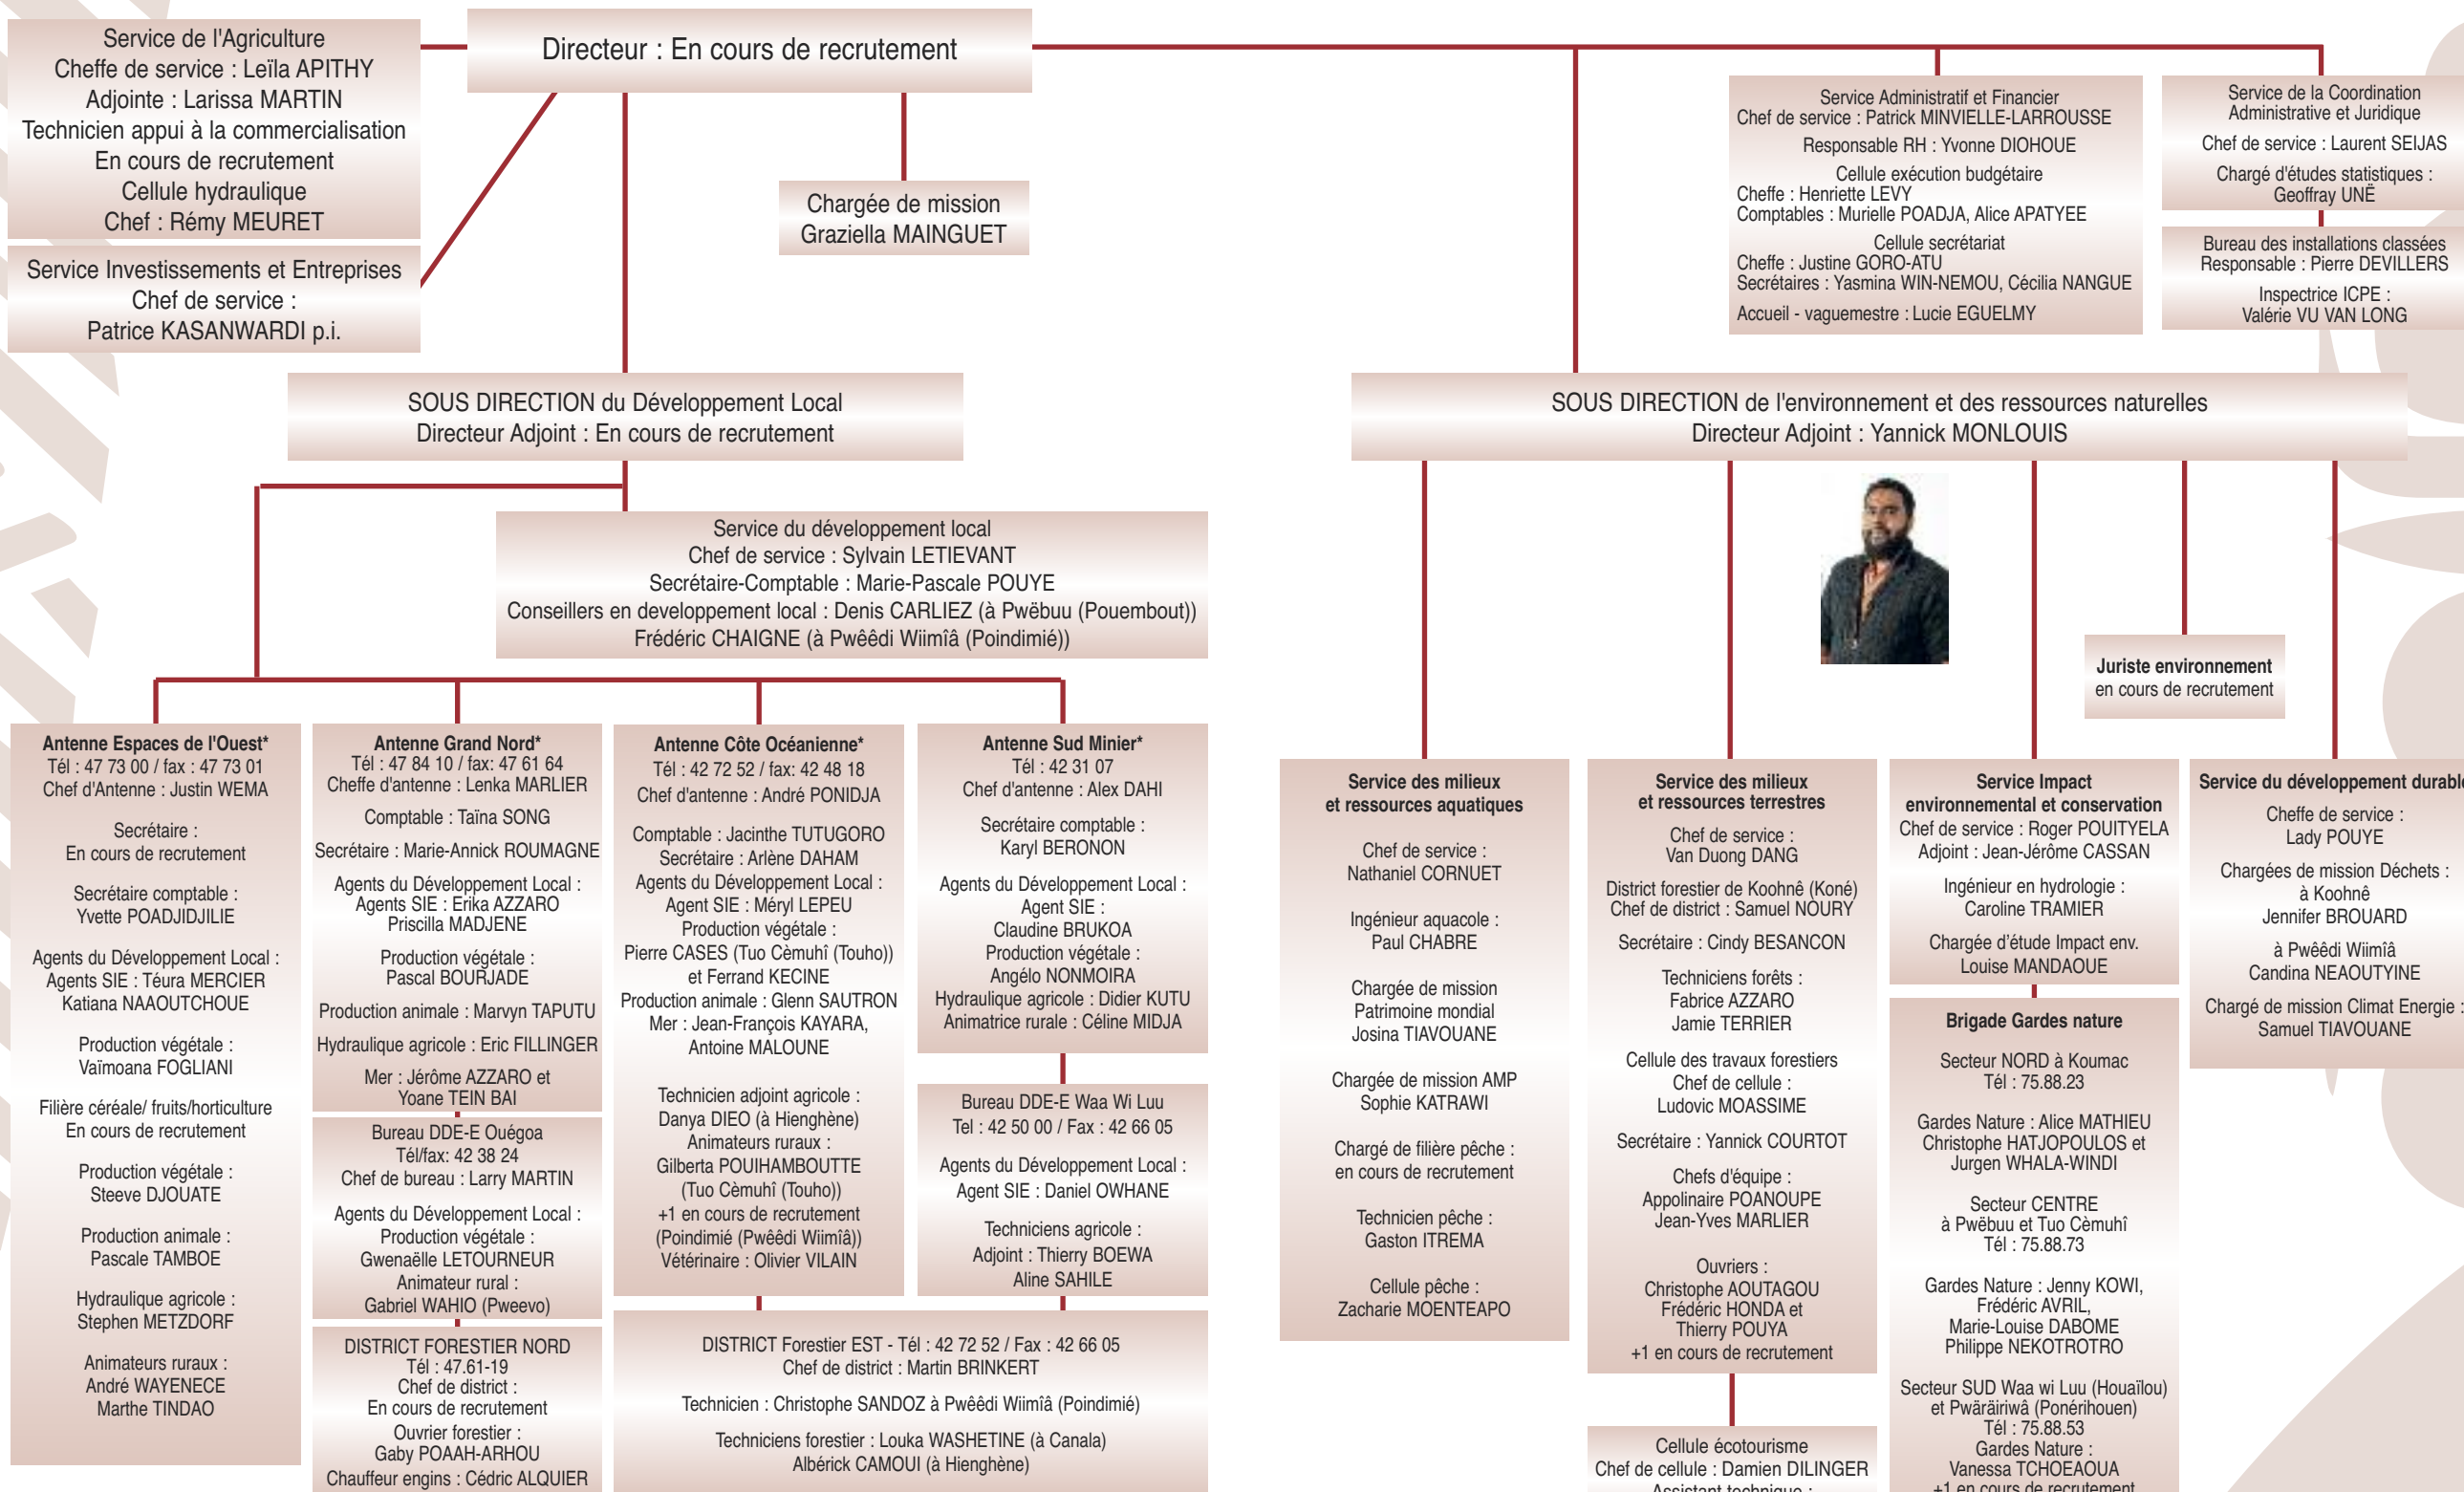 Service de l'Agriculture
Cheffe de service : Leïla APITHY
Adjointe : Larissa MARTIN
Technicien appui à la commercialisation
En cours de recrutement
Cellule hydraulique
Chef : Rémy MEURET
Service Investissements et Entreprises
Chef de service :
Patrice KASANWARDI p.i.
Directeur : En cours de recrutement
Chargée de mission
Graziella MAINGUET
Service Administratif et Financier
Chef de service : Patrick MINVIELLE-LARROUSSE
Responsable RH : Yvonne DIOHOUE
Cellule exécution budgétaire
Cheffe : Henriette LEVY
Comptables : Murielle POADJA, Alice APATYEE
Cellule secrétariat
Cheffe : Justine GORO-ATU
Secrétaires : Yasmina WIN-NEMOU, Cécilia NANGUE
Accueil - vaguemestre : Lucie EGUELMY
Service de la Coordination
Administrative et Juridique
Chef de service : Laurent SEIJAS
Chargé d'études statistiques :
Geoffray UNË
Bureau des installations classées
Responsable : Pierre DEVILLERS
Inspectrice ICPE :
Valérie VU VAN LONG
SOUS DIRECTION du Développement Local
Directeur Adjoint : En cours de recrutement
Service du développement local
Chef de service : Sylvain LETIEVANT
Secrétaire-Comptable : Marie-Pascale POUYE
Conseillers en developpement local : Denis CARLIEZ (à Pwëbuu (Pouembout))
Frédéric CHAIGNE (à Pwêêdi Wiimîâ (Poindimié))
Antenne Espaces de l'Ouest*
Tél : 47 73 00 / fax : 47 73 01
Chef d'Antenne : Justin WEMA
Secrétaire :
En cours de recrutement
Secrétaire comptable :
Yvette POADJIDJILIE
Agents du Développement Local :
Agents SIE : Téura MERCIER
Katiana NAAOUTCHOUE
Production végétale :
Vaïmoana FOGLIANI
Filière céréale/ fruits/horticulture
En cours de recrutement
Production végétale :
Steeve DJOUATE
Production animale :
Pascale TAMBOE
Hydraulique agricole :
Stephen METZDORF
Animateurs ruraux :
André WAYENECE
Marthe TINDAO
Antenne Grand Nord*
Tél : 47 84 10 / fax: 47 61 64
Cheffe d'antenne : Lenka MARLIER
Comptable : Taïna SONG
Secrétaire : Marie-Annick ROUMAGNE
Agents du Développement Local :
Agents SIE : Erika AZZARO
Priscilla MADJENE
Production végétale :
Pascal BOURJADE
Production animale : Marvyn TAPUTU
Hydraulique agricole : Eric FILLINGER
Mer : Jérôme AZZARO et
Yoane TEIN BAI
Bureau DDE-E Ouégoa
Tél/fax: 42 38 24
Chef de bureau : Larry MARTIN
Agents du Développement Local :
Production végétale :
Gwenaëlle LETOURNEUR
Animateur rural :
Gabriel WAHIO (Pweevo)
DISTRICT FORESTIER NORD
Tél : 47.61-19
Chef de district :
En cours de recrutement
Ouvrier forestier :
Gaby POAAH-ARHOU
Chauffeur engins : Cédric ALQUIER
Antenne Côte Océanienne*
Tél : 42 72 52 / fax: 42 48 18
Chef d'antenne : André PONIDJA
Comptable : Jacinthe TUTUGORO
Secrétaire : Arlène DAHAM
Agents du Développement Local :
Agent SIE : Méryl LEPEU
Production végétale :
Pierre CASES (Tuo Cèmuhî (Touho))
et Ferrand KECINE
Production animale : Glenn SAUTRON
Mer : Jean-François KAYARA,
Antoine MALOUNE
Technicien adjoint agricole :
Danya DIEO (à Hienghène)
Animateurs ruraux :
Gilberta POUIHAMBOUTTE
(Tuo Cèmuhî (Touho))
+1 en cours de recrutement
(Poindimié (Pwêêdi Wiimîâ))
Vétérinaire : Olivier VILAIN
Antenne Sud Minier*
Tél : 42 31 07
Chef d'antenne : Alex DAHI
Secrétaire comptable :
Karyl BERONON
Agents du Développement Local :
Agent SIE :
Claudine BRUKOA
Production végétale :
Angélo NONMOIRA
Hydraulique agricole : Didier KUTU
Animatrice rurale : Céline MIDJA
Bureau DDE-E Waa Wi Luu
Tel : 42 50 00 / Fax : 42 66 05
Agents du Développement Local :
Agent SIE : Daniel OWHANE
Techniciens agricole :
Adjoint : Thierry BOEWA
Aline SAHILE
DISTRICT Forestier EST - Tél : 42 72 52 / Fax : 42 66 05
Chef de district : Martin BRINKERT
Technicien : Christophe SANDOZ à Pwêêdi Wiimîâ (Poindimié)
Techniciens forestier : Louka WASHETINE (à Canala)
Albérick CAMOUI (à Hienghène)
SOUS DIRECTION de l'environnement et des ressources naturelles
Directeur Adjoint : Yannick MONLOUIS
Juriste environnement
en cours de recrutement
Service des milieux
et ressources aquatiques
Chef de service :
Nathaniel CORNUET
Ingénieur aquacole :
Paul CHABRE
Chargée de mission
Patrimoine mondial
Josina TIAVOUANE
Chargée de mission AMP
Sophie KATRAWI
Chargé de filière pêche :
en cours de recrutement
Technicien pêche :
Gaston ITREMA
Cellule pêche :
Zacharie MOENTEAPO
Service des milieux
et ressources terrestres
Chef de service :
Van Duong DANG
District forestier de Koohnê (Koné)
Chef de district : Samuel NOURY
Secrétaire : Cindy BESANCON
Techniciens forêts :
Fabrice AZZARO
Jamie TERRIER
Cellule des travaux forestiers
Chef de cellule :
Ludovic MOASSIME
Secrétaire : Yannick COURTOT
Chefs d'équipe :
Appolinaire POANOUPE
Jean-Yves MARLIER
Ouvriers :
Christophe AOUTAGOU
Frédéric HONDA et
Thierry POUYA
+1 en cours de recrutement
Cellule écotourisme
Chef de cellule : Damien DILINGER
Assistant technique :
Service Impact
environnemental et conservation
Chef de service : Roger POUITYELA
Adjoint : Jean-Jérôme CASSAN
Ingénieur en hydrologie :
Caroline TRAMIER
Chargée d'étude Impact env.
Louise MANDAOUE
Brigade Gardes nature
Secteur NORD à Koumac
Tél : 75.88.23
Gardes Nature : Alice MATHIEU
Christophe HATJOPOULOS et
Jurgen WHALA-WINDI
Secteur CENTRE
à Pwëbuu et Tuo Cèmuhî
Tél : 75.88.73
Gardes Nature : Jenny KOWI,
Frédéric AVRIL,
Marie-Louise DABOME
Philippe NEKOTROTRO
Secteur SUD Waa wi Luu (Houaïlou)
et Pwäräiriwâ (Ponérihouen)
Tél : 75.88.53
Gardes Nature :
Vanessa TCHOEAOUA
+1 en cours de recrutement
Service du développement durable
Cheffe de service :
Lady POUYE
Chargées de mission Déchets :
à Koohnê
Jennifer BROUARD
à Pwêêdi Wiimîâ
Candina NEAOUTYINE
Chargé de mission Climat Energie :
Samuel TIAVOUANE